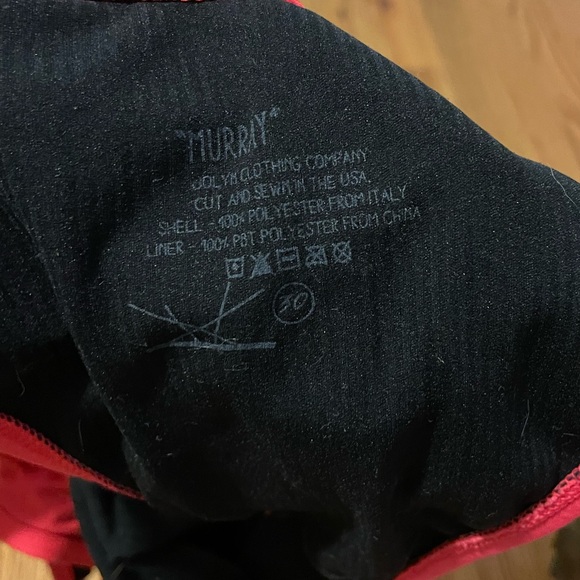 "MURRAY"
JOLYN CLOTHING COMPANY
CUT AND SEWN IN THE USA.
SHELL - 100% POLYESTER FROM ITALY
LINER - 100% PBT POLYESTER FROM CHINA
30